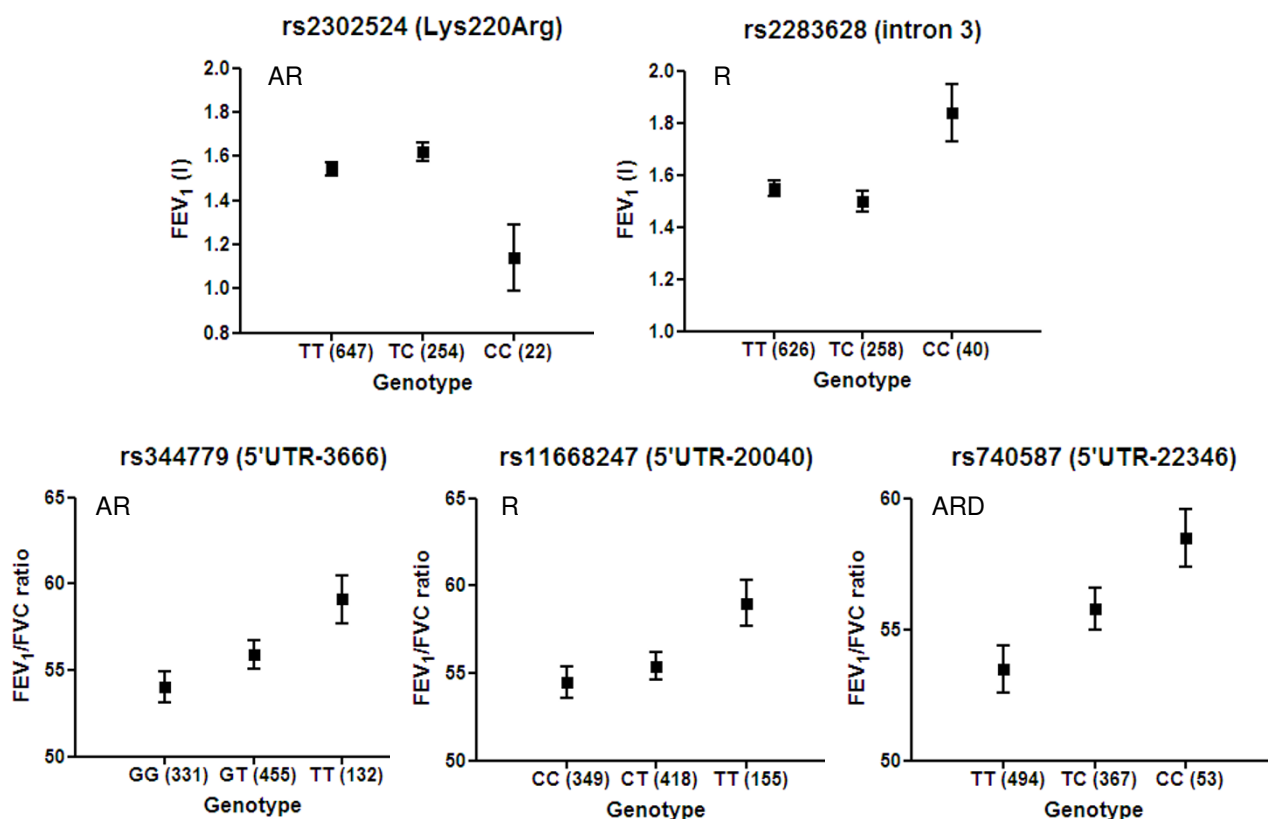 rs2302524 (Lys220Arg)
AR
FEV1 (l)
2.0
1.8
1.6
1.4
1.2
1.0
0.8
TT (647) TC (254) CC (22)
Genotype
rs2283628 (intron 3)
R
FEV1 (l)
2.0
1.8
1.6
1.4
1.2
1.0
TT (626) TC (258) CC (40)
Genotype
rs344779 (5'UTR-3666)
AR
FEV1/FVC ratio
65
60
55
50
GG (331) GT (455) TT (132)
Genotype
rs11668247 (5'UTR-20040)
R
FEV1/FVC ratio
65
60
55
50
CC (349) CT (418) TT (155)
Genotype
rs740587 (5'UTR-22346)
ARD
FEV1/FVC ratio
60
55
50
TT (494) TC (367) CC (53)
Genotype